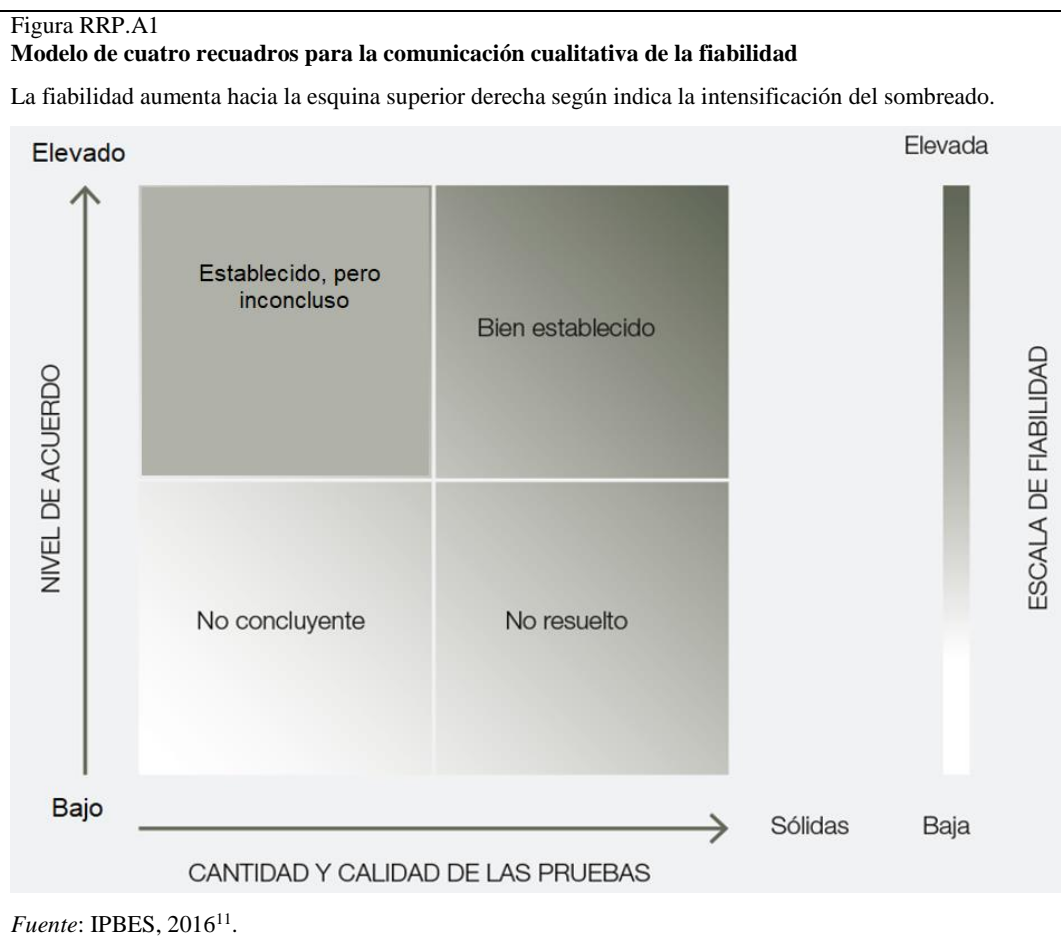 Figura RRP.A1
Modelo de cuatro recuadros para la comunicación cualitativa de la fiabilidad
La fiabilidad aumenta hacia la esquina superior derecha según indica la intensificación del sombreado.
Elevado
Elevada
Establecido, pero
inconcluso
Bien establecido
NIVEL DE ACUERDO
ESCALA DE FIABILIDAD
No concluyente
No resuelto
Bajo
Sólidas
Baja
CANTIDAD Y CALIDAD DE LAS PRUEBAS
Fuente: IPBES, 2016¹¹.